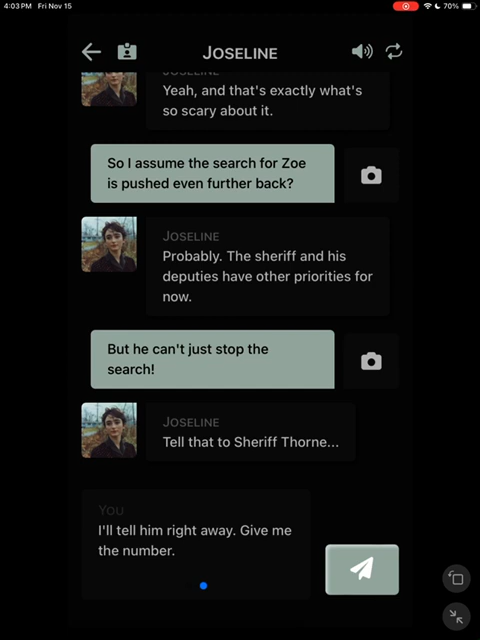 4:03 PM Fri Nov 15
70%
JOSELINE
JOSELINE
Yeah, and that's exactly what's
so scary about it.
So I assume the search for Zoe
is pushed even further back?
JOSELINE
Probably. The sheriff and his
deputies have other priorities for
now.
But he can't just stop the
search!
JOSELINE
Tell that to Sheriff Thorne...
YOU
I'll tell him right away. Give me
the number.